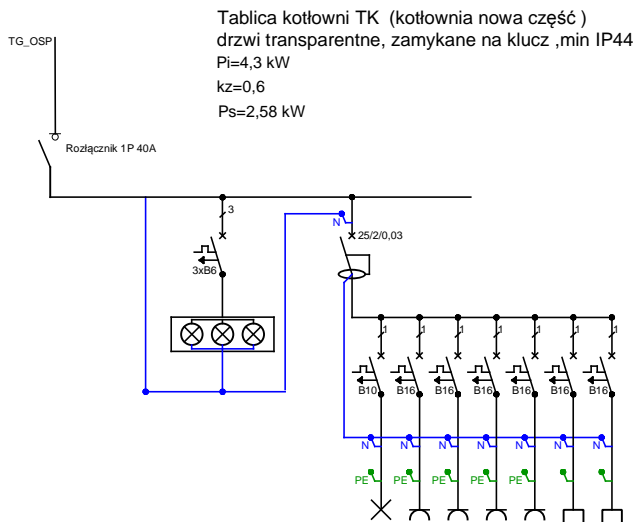 Tablica kotłowni TK (kotłownia nowa część )
drzwi transparentne, zamykane na klucz ,min IP44
Pi=4,3 kW
kz=0,6
Ps=2,58 kW
TG_OSP
Rozłącznik 1P 40A
3
N
25/2/0,03
3xB6
1 1 1 1 1 1 1
B10 B16 B16 B16 B16 B16 B16
N N N N N N N
PE PE PE PE PE PE PE